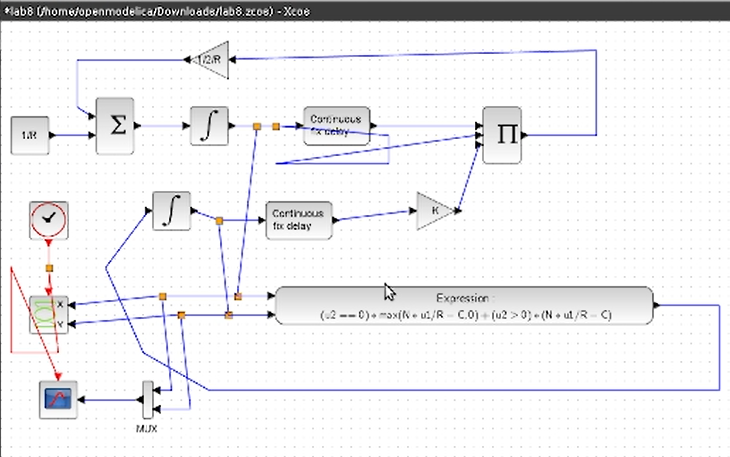 *lab8 (/home/openmodelica/Downloads/lab8.zcos) - Xcos
1/2/R
1/R
Σ
∫
Continuous
fix delay
Π
∫
Continuous
fix delay
K
X
Y
Expression :
(u2 == 0) * max(N * u1/R - C,0) + (u2 > 0) * (N * u1/R - C)
MUX